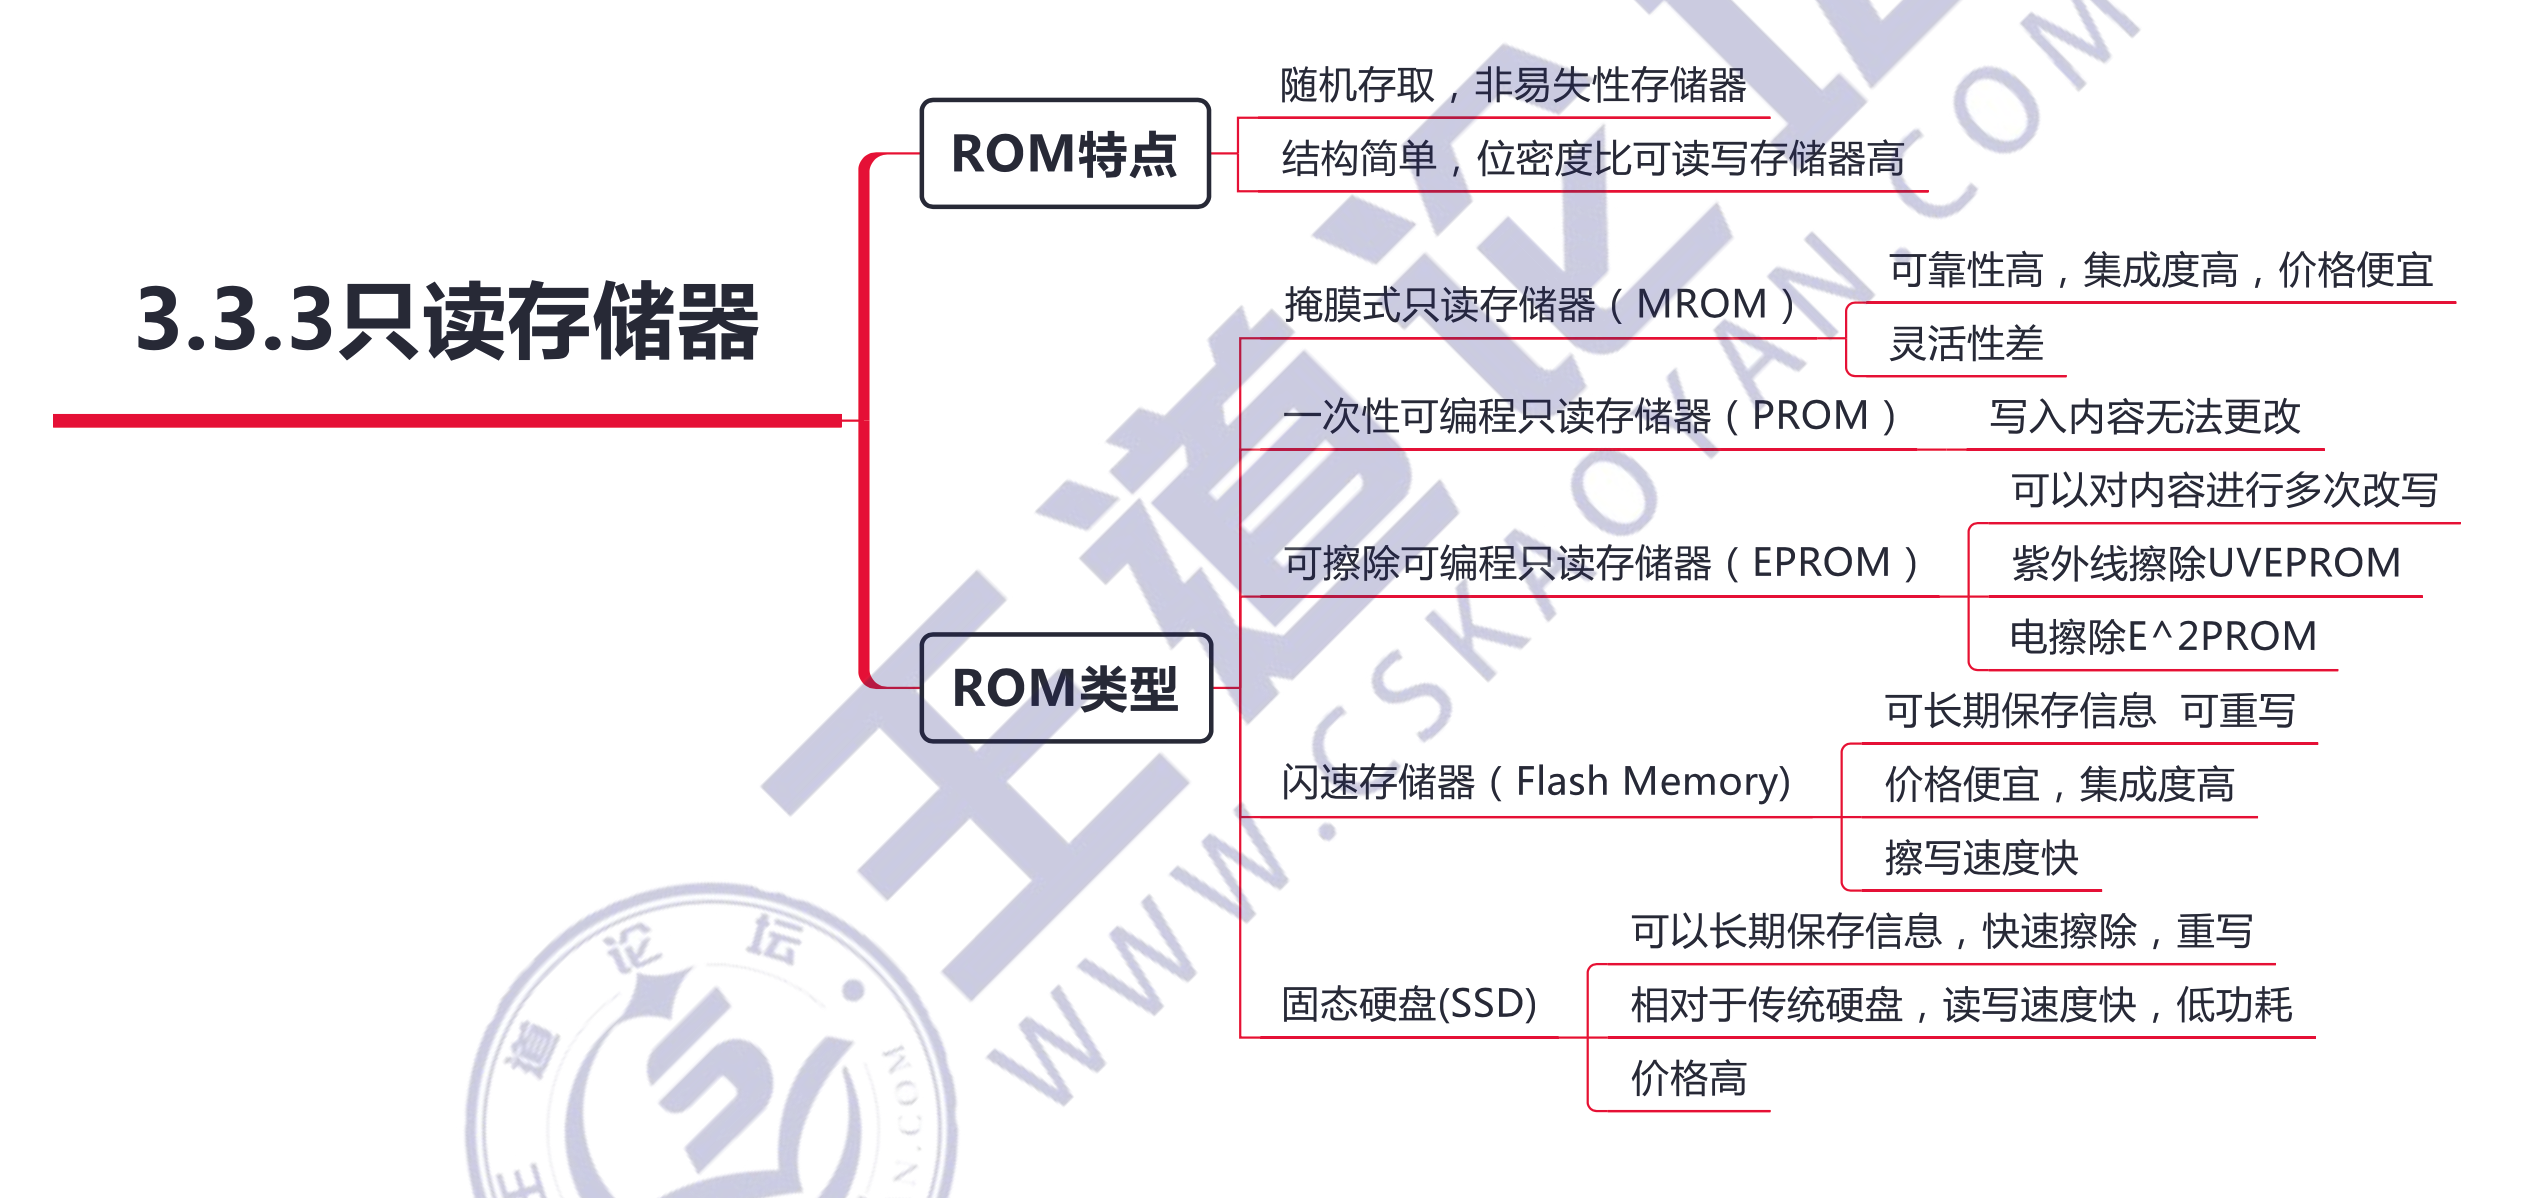 3.3.3只读存储器
ROM特点
随机存取，非易失性存储器
结构简单，位密度比可读写存储器高
ROM类型
掩膜式只读存储器（MROM）
可靠性高，集成度高，价格便宜
灵活性差
一次性可编程只读存储器（PROM）
写入内容无法更改
可擦除可编程只读存储器（EPROM）
可以对内容进行多次改写
紫外线擦除UVEPROM
电擦除E^2PROM
闪速存储器（Flash Memory)
可长期保存信息 可重写
价格便宜，集成度高
擦写速度快
固态硬盘(SSD)
可以长期保存信息，快速擦除，重写
相对于传统硬盘，读写速度快，低功耗
价格高
王道论坛
WWW.CSKAOYAN.COM
王道论坛